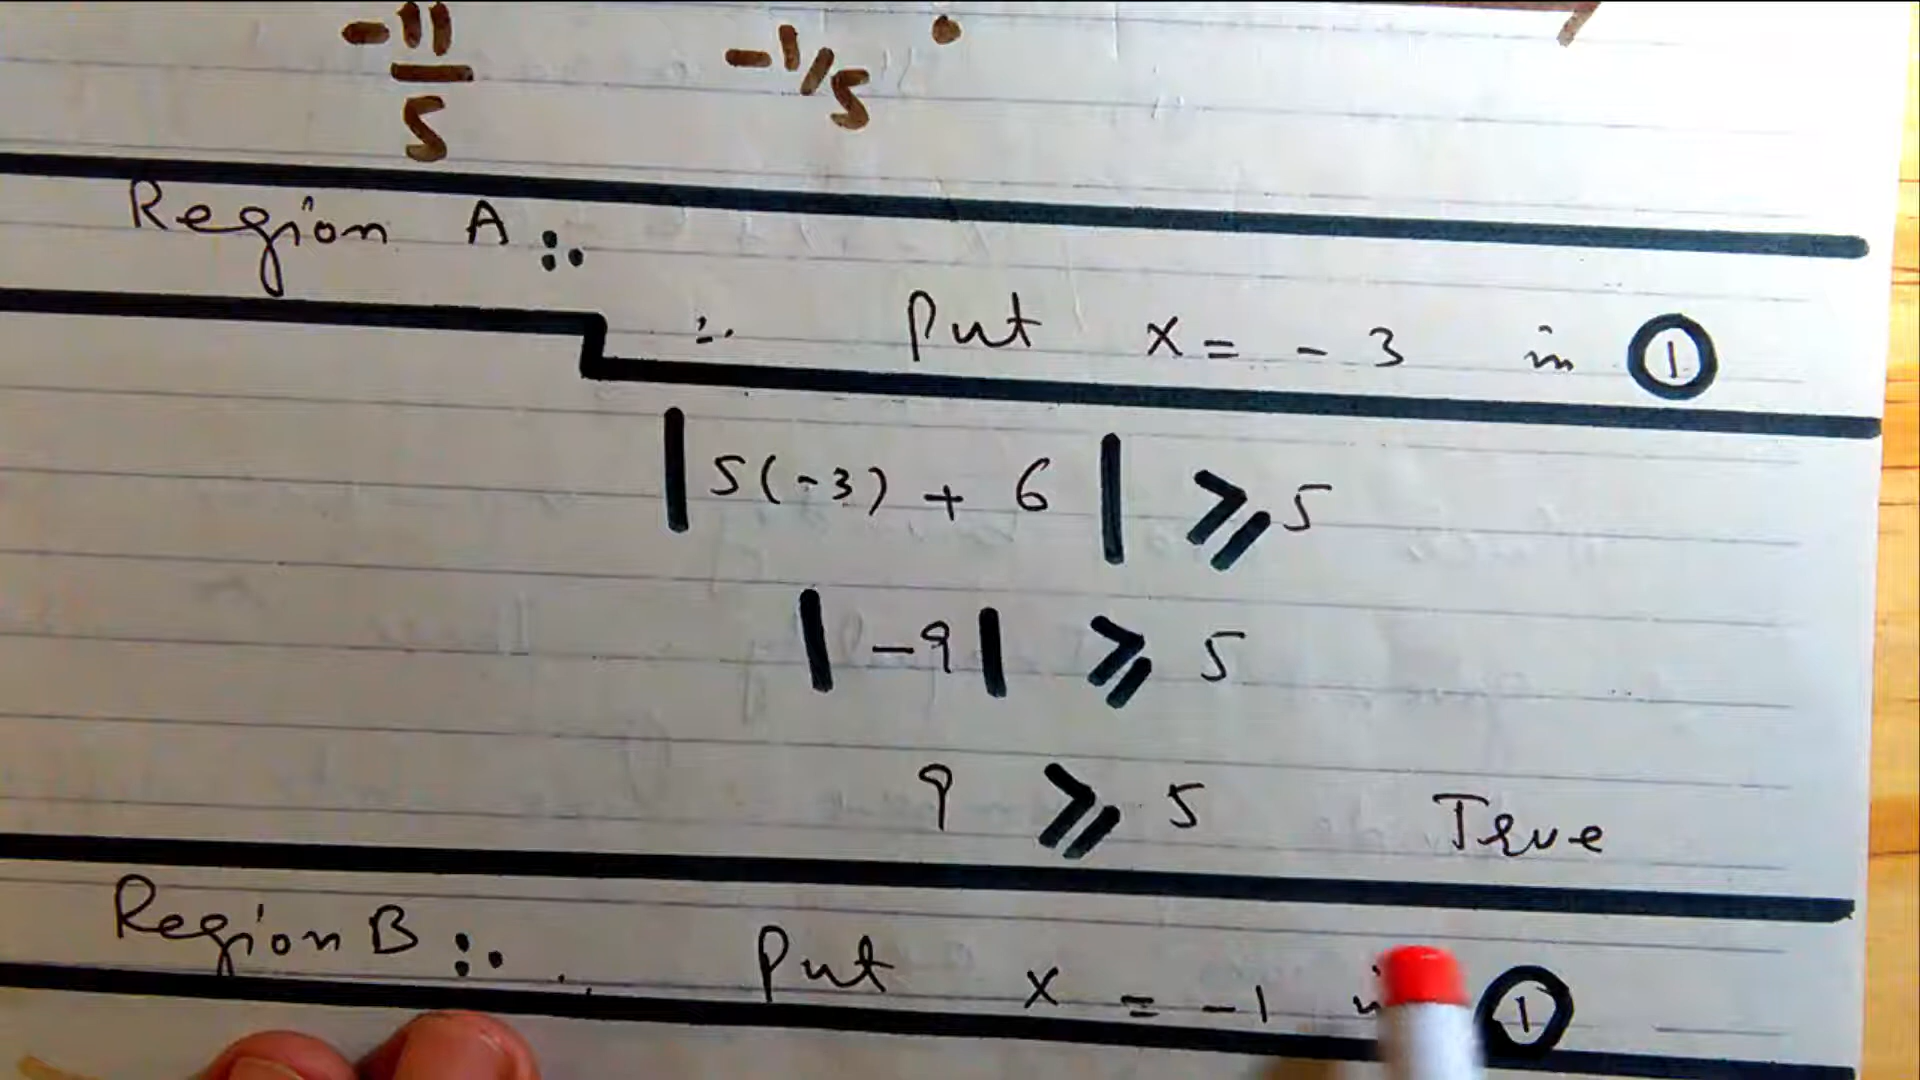 -11/5 -1/5
Region A :.
∴ Put x = - 3 in ①
|5(-3) + 6| ⩾ 5
|-9| ⩾ 5
9 ⩾ 5 True
Region B :. Put x = -1 in ①